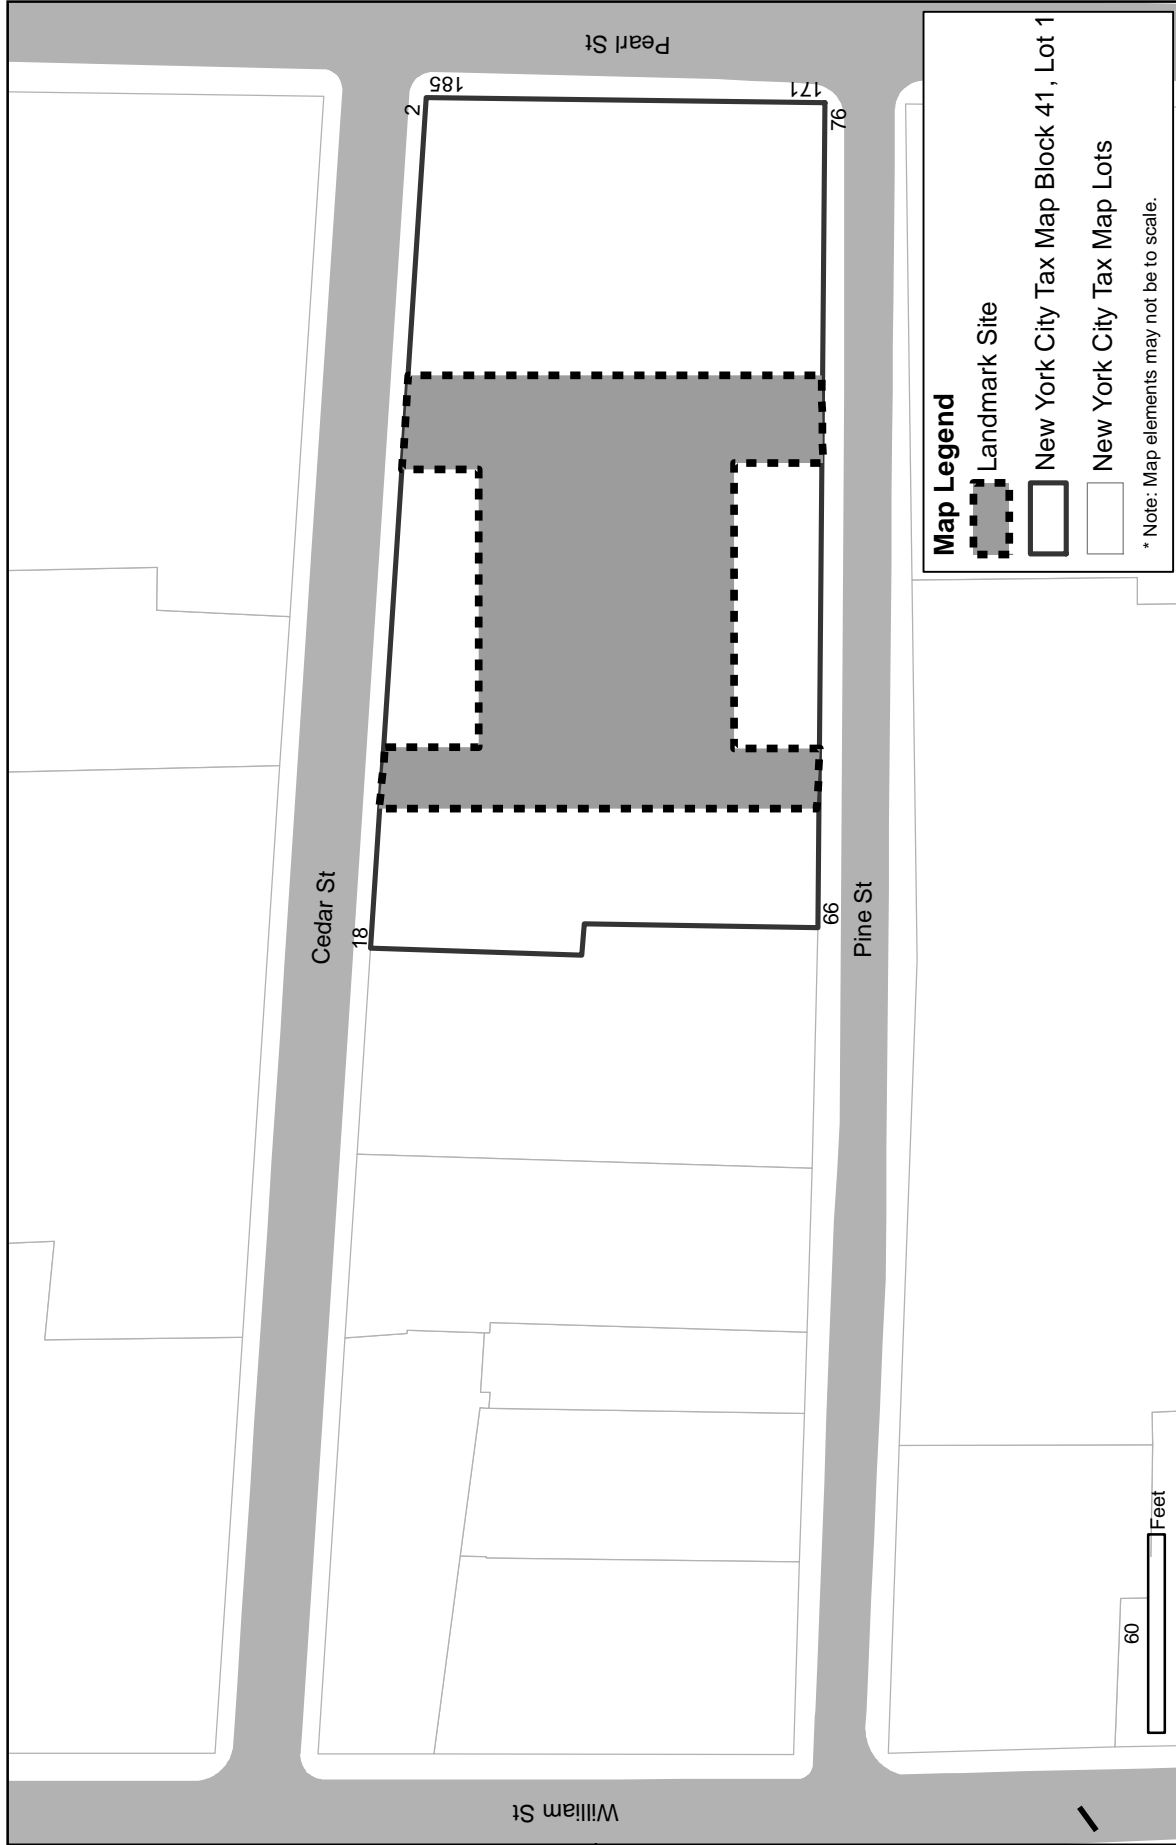 Pearl St
185
2
171
76
Cedar St
18
66
Pine St
William St
Map Legend
Landmark Site
New York City Tax Map Block 41, Lot 1
New York City Tax Map Lots
* Note: Map elements may not be to scale.
60
Feet